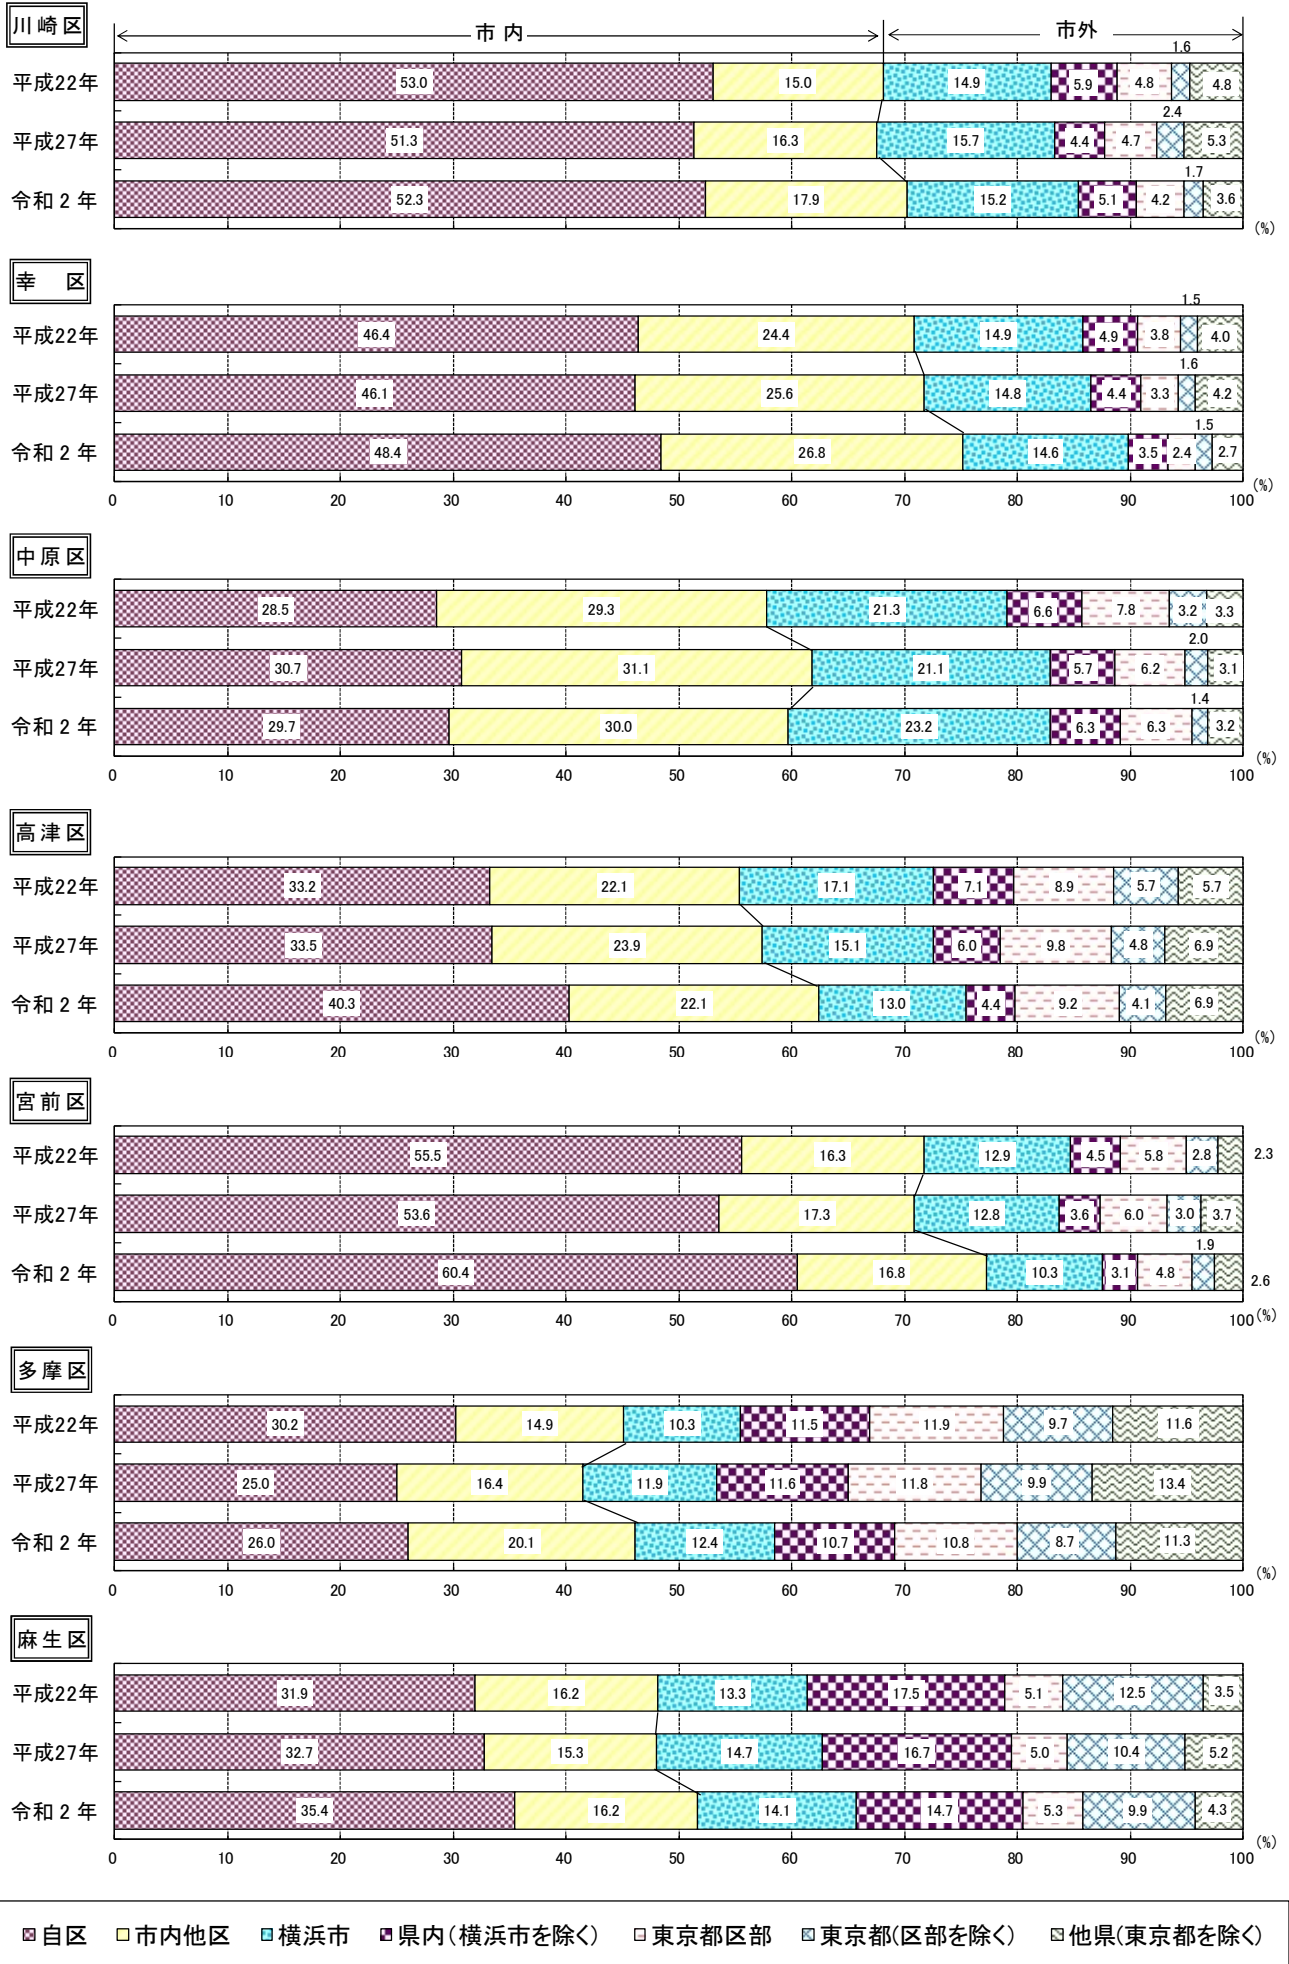 川崎区
市内 市外
1.6
平成22年 53.0 15.0 14.9 5.9 4.8 4.8
2.4
平成27年 51.3 16.3 15.7 4.4 4.7 5.3
1.7
令和2年 52.3 17.9 15.2 5.1 4.2 3.6
(%)
幸 区
1.5
平成22年 46.4 24.4 14.9 4.9 3.8 4.0
1.6
平成27年 46.1 25.6 14.8 4.4 3.3 4.2
1.5
令和2年 48.4 26.8 14.6 3.5 2.4 2.7
(%)
0 10 20 30 40 50 60 70 80 90 100
中原区
平成22年 28.5 29.3 21.3 6.6 7.8 3.2 3.3
2.0
平成27年 30.7 31.1 21.1 5.7 6.2 3.1
1.4
令和2年 29.7 30.0 23.2 6.3 6.3 3.2
(%)
0 10 20 30 40 50 60 70 80 90 100
高津区
平成22年 33.2 22.1 17.1 7.1 8.9 5.7 5.7
平成27年 33.5 23.9 15.1 6.0 9.8 4.8 6.9
令和2年 40.3 22.1 13.0 4.4 9.2 4.1 6.9
(%)
0 10 20 30 40 50 60 70 80 90 100
宮前区
平成22年 55.5 16.3 12.9 4.5 5.8 2.8 2.3
平成27年 53.6 17.3 12.8 3.6 6.0 3.0 3.7
1.9
令和2年 60.4 16.8 10.3 3.1 4.8 2.6
0 10 20 30 40 50 60 70 80 90 100 (%)
多摩区
平成22年 30.2 14.9 10.3 11.5 11.9 9.7 11.6
平成27年 25.0 16.4 11.9 11.6 11.8 9.9 13.4
令和2年 26.0 20.1 12.4 10.7 10.8 8.7 11.3
(%)
0 10 20 30 40 50 60 70 80 90 100
麻生区
平成22年 31.9 16.2 13.3 17.5 5.1 12.5 3.5
平成27年 32.7 15.3 14.7 16.7 5.0 10.4 5.2
令和2年 35.4 16.2 14.1 14.7 5.3 9.9 4.3
(%)
0 10 20 30 40 50 60 70 80 90 100
自区 市内他区 横浜市 県内(横浜市を除く) 東京都区部 東京都(区部を除く) 他県(東京都を除く)